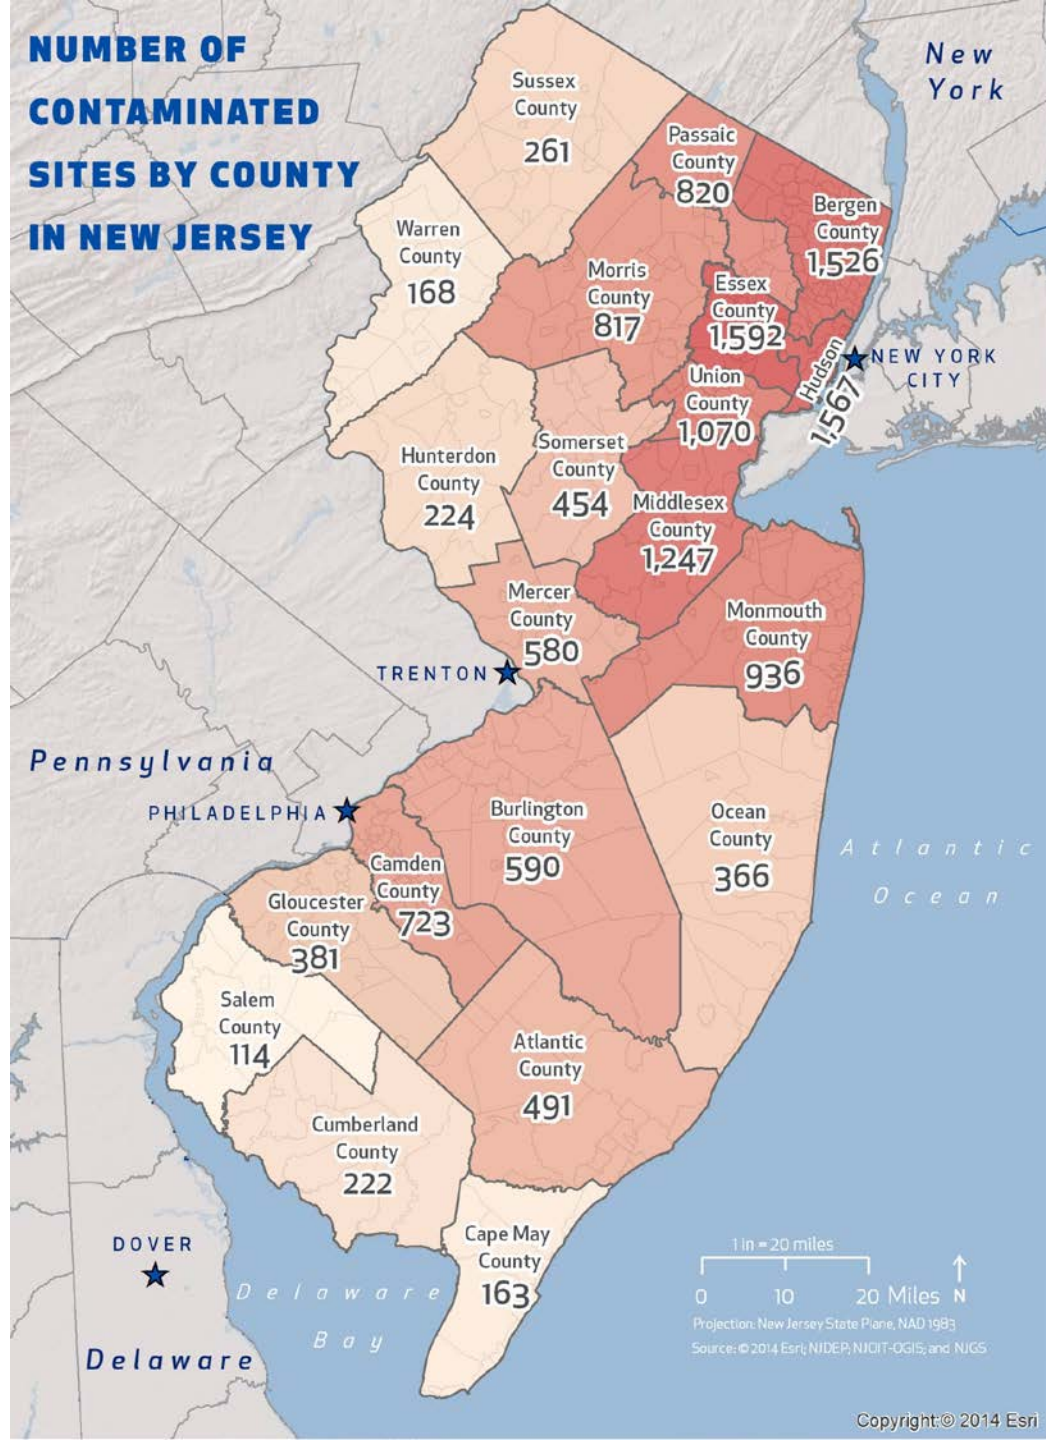 NUMBER OF
CONTAMINATED
SITES BY COUNTY
IN NEW JERSEY
New
York
Sussex
County
261
Passaic
County
820
Bergen
County
1,526
Warren
County
168
Morris
County
817
Essex
County
1,592
Hudson
1,567
NEW YORK
CITY
Union
County
1,070
Hunterdon
County
224
Somerset
County
454
Middlesex
County
1,247
Mercer
County
580
Monmouth
County
936
TRENTON
Pennsylvania
PHILADELPHIA
Burlington
County
590
Ocean
County
366
Atlantic
Ocean
Camden
County
723
Gloucester
County
381
Salem
County
114
Atlantic
County
491
Cumberland
County
222
Cape May
County
163
DOVER
Delaware
Bay
Delaware
1 in = 20 miles
0 10 20 Miles N
Projection: New Jersey State Plane, NAD 1983
Source: © 2014 Esri; NJDEP; NJOIT-OGIS; and NJGS
Copyright:© 2014 Esri